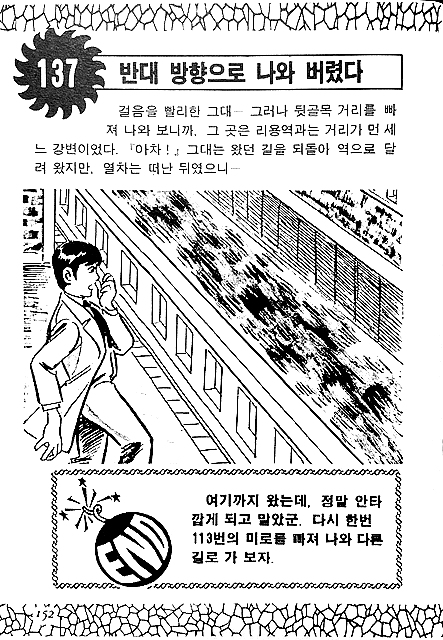 137
반대 방향으로 나와 버렸다
걸음을 빨리한 그대― 그러나 뒷골목 거리를 빠
져 나와 보니까, 그 곳은 리용역과는 거리가 먼 세
느 강변이었다. 『아차!』 그대는 왔던 길을 되돌아 역으로 달
려 왔지만, 열차는 떠난 뒤였으니―
END
여기까지 왔는데, 정말 안타
깝게 되고 말았군. 다시 한번
113번의 미로를 빠져 나와 다른
길로 가 보자.
152